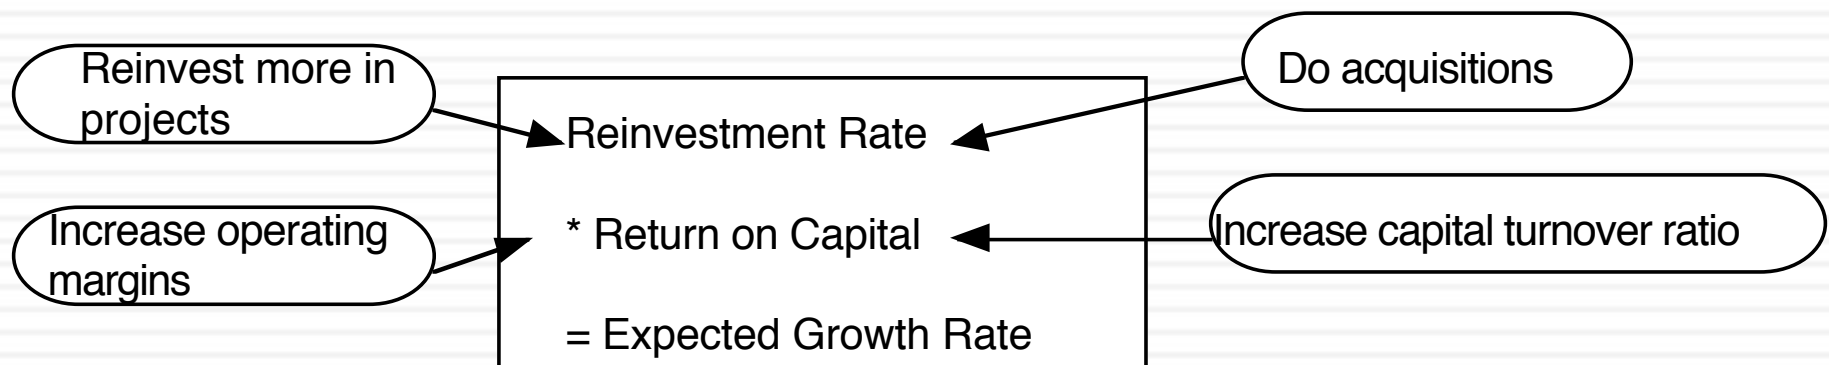 Reinvest more in
projects
Do acquisitions
Reinvestment Rate
Increase operating
margins
* Return on Capital
Increase capital turnover ratio
= Expected Growth Rate